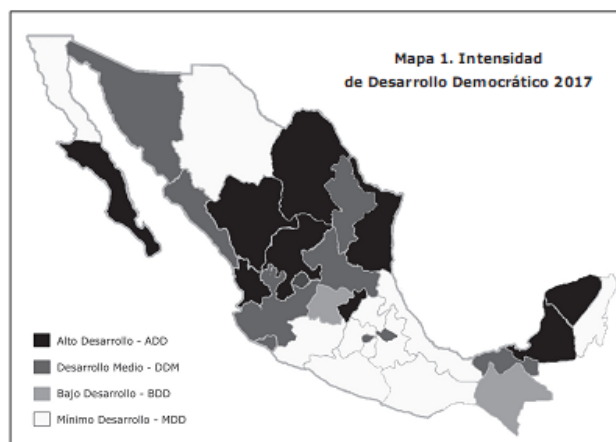 Mapa 1. Intensidad
de Desarrollo Democrático 2017
Alto Desarrollo - ADD
Desarrollo Medio - DDM
Bajo Desarrollo - BDD
Mínimo Desarrollo - MDD